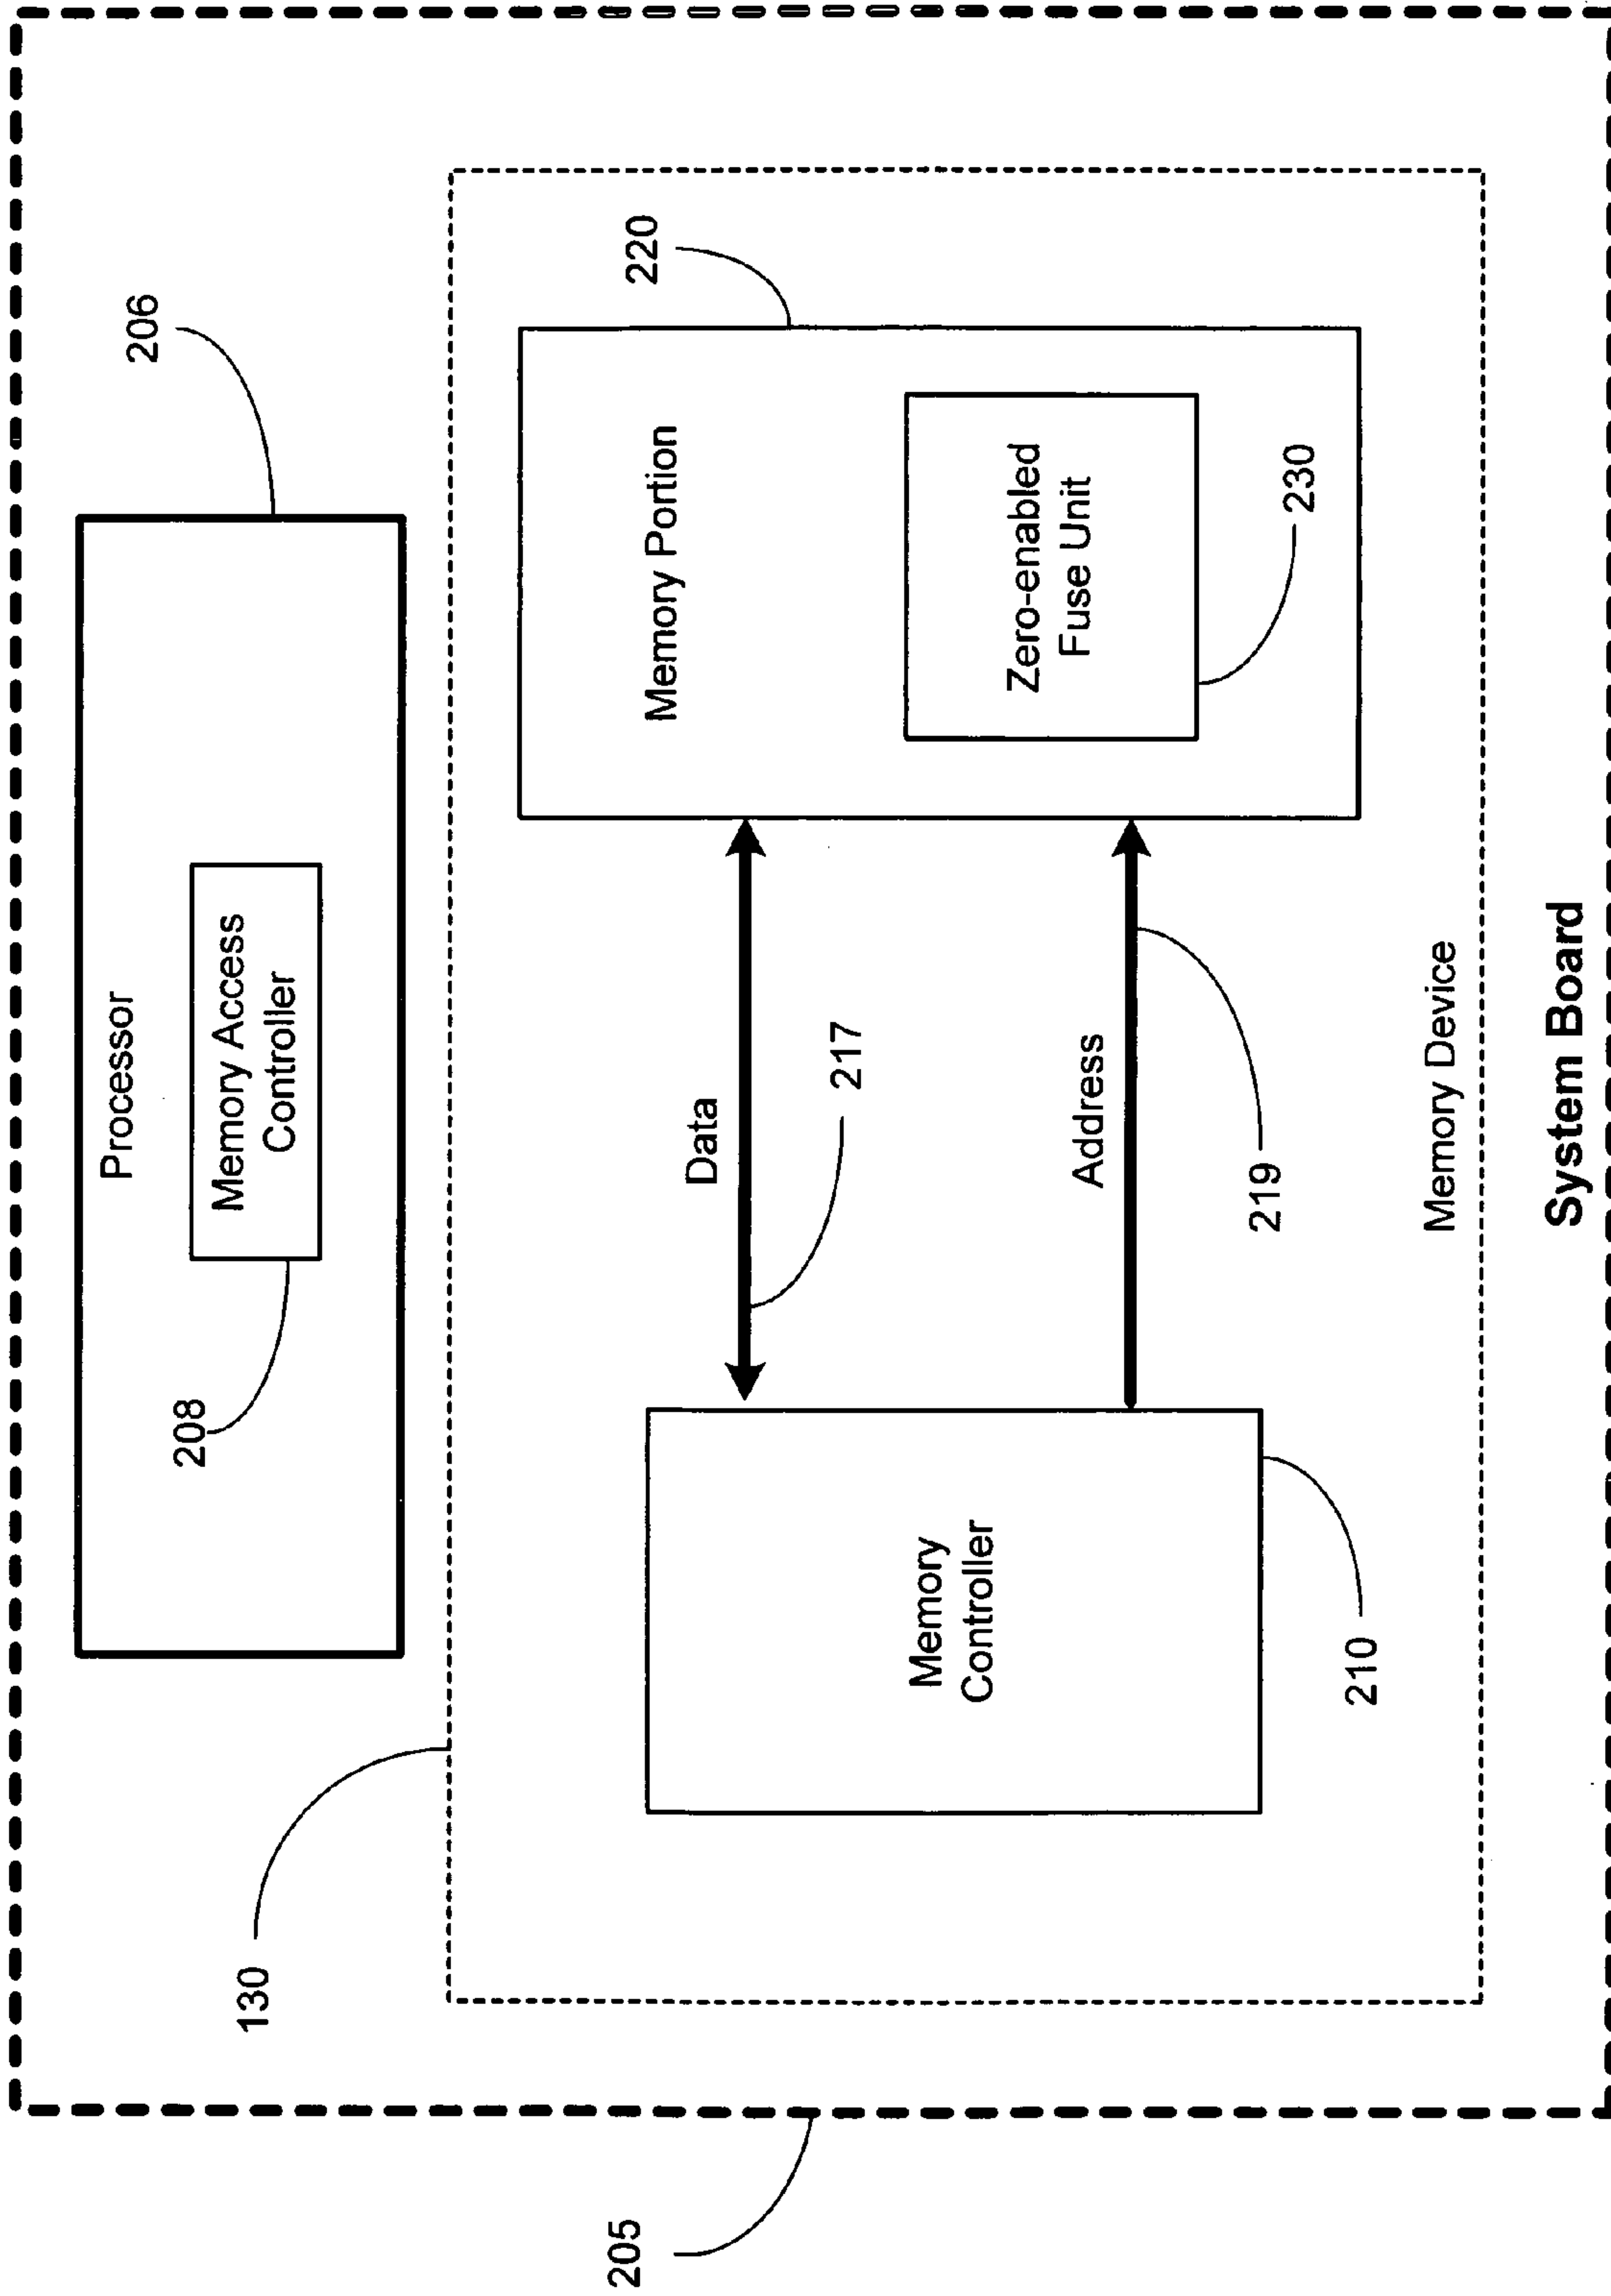 206
Processor
Memory Access
Controller
208
130
220
Memory Portion
Zero-enabled
Fuse Unit
230
Data
217
Address
219
Memory
Controller
210
Memory Device
System Board
205